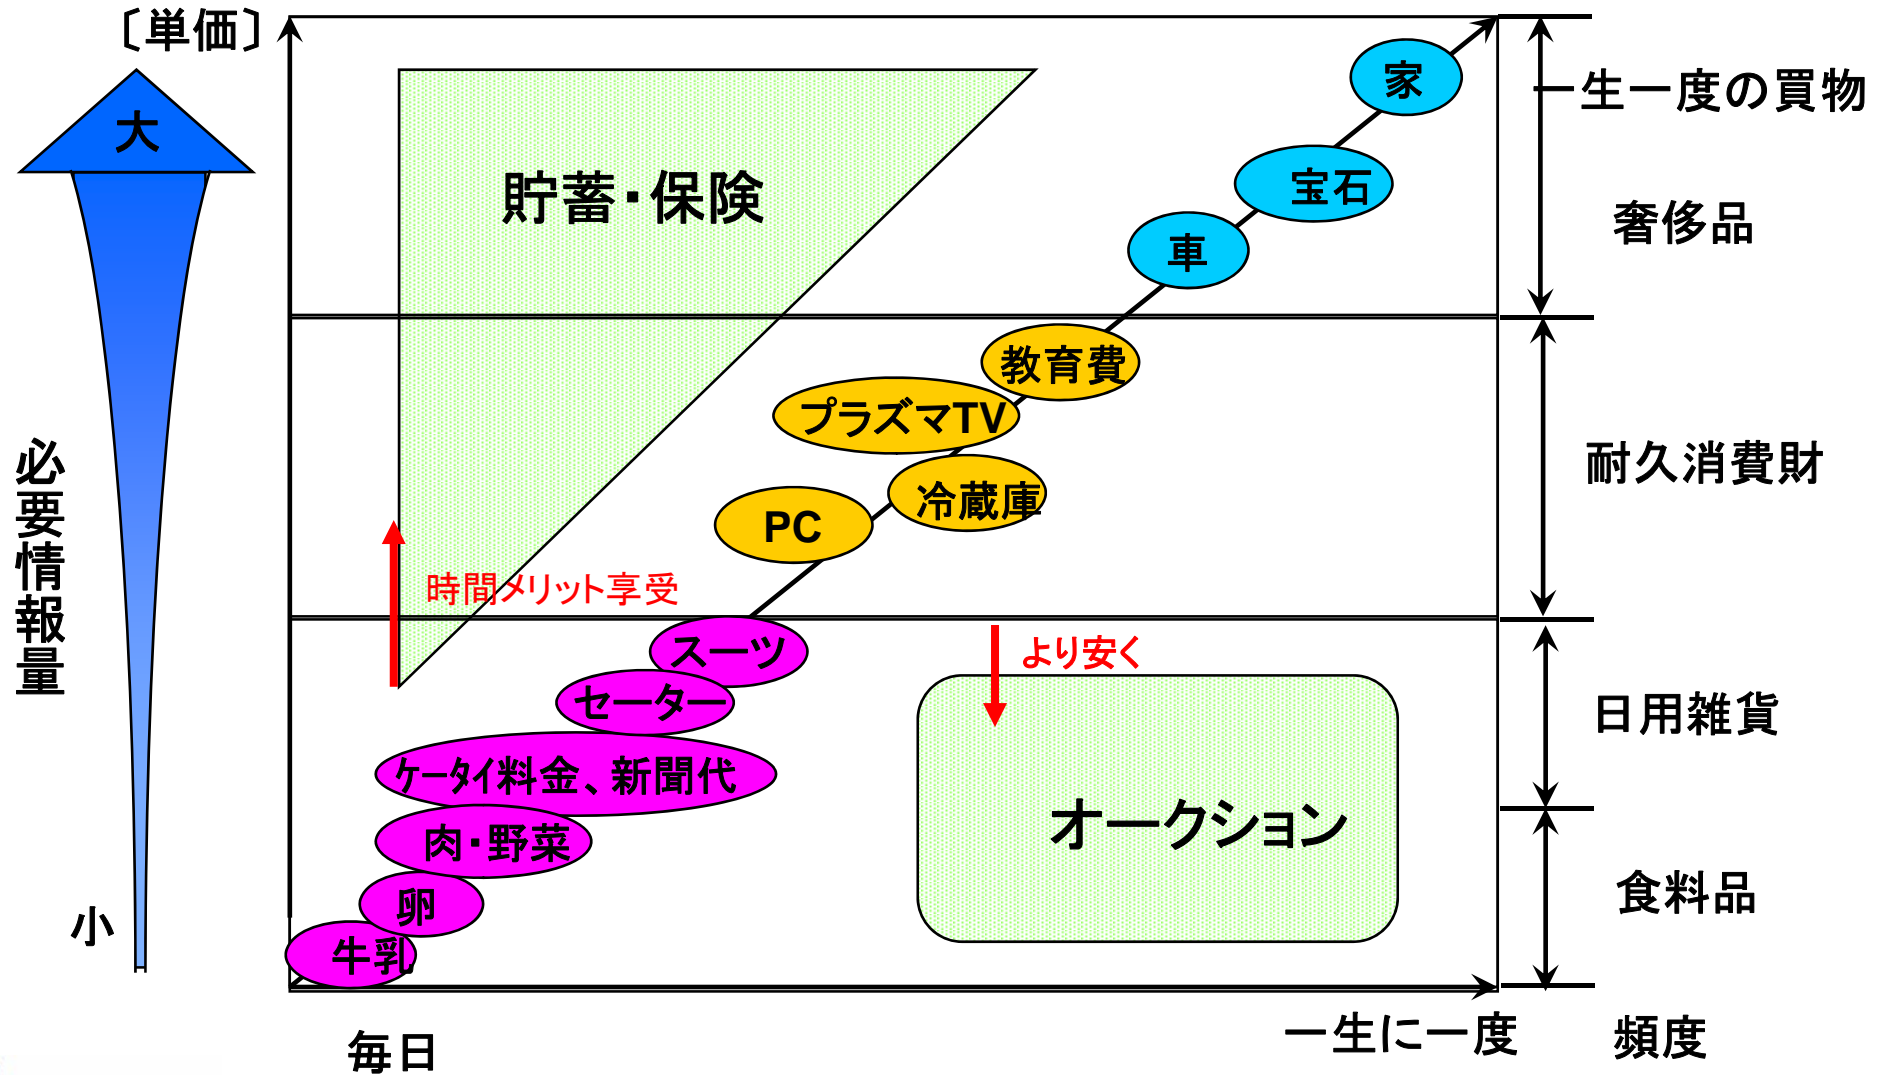 〔単価〕
大
家
一生一度の買物
貯蓄・保険
宝石
奢侈品
車
教育費
プラズマTV
耐久消費財
冷蔵庫
PC
必要情報量
時間メリット享受
スーツ
より安く
セーター
日用雑貨
ｹｰﾀｲ料金、新聞代
オークション
肉・野菜
卵
食料品
小
牛乳
毎日
一生に一度
頻度